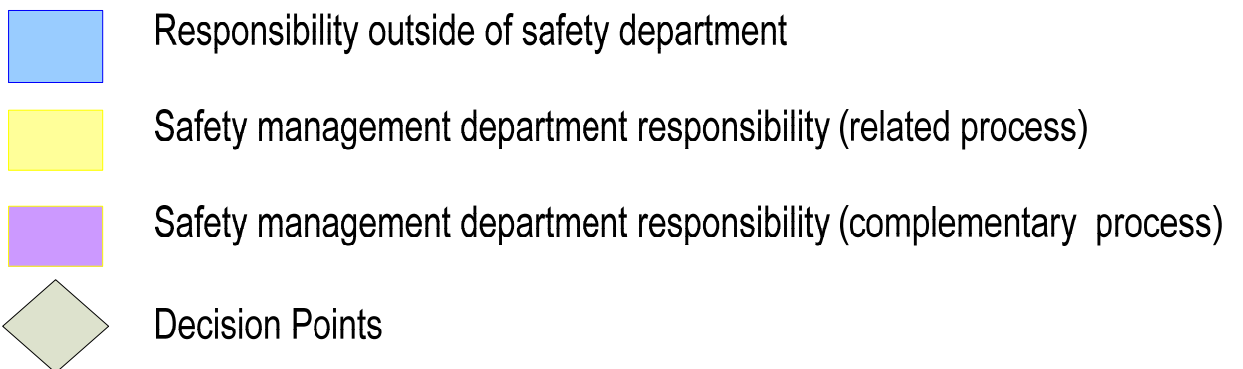 Responsibility outside of safety department
Safety management department responsibility (related process)
Safety management department responsibility (complementary process)
Decision Points